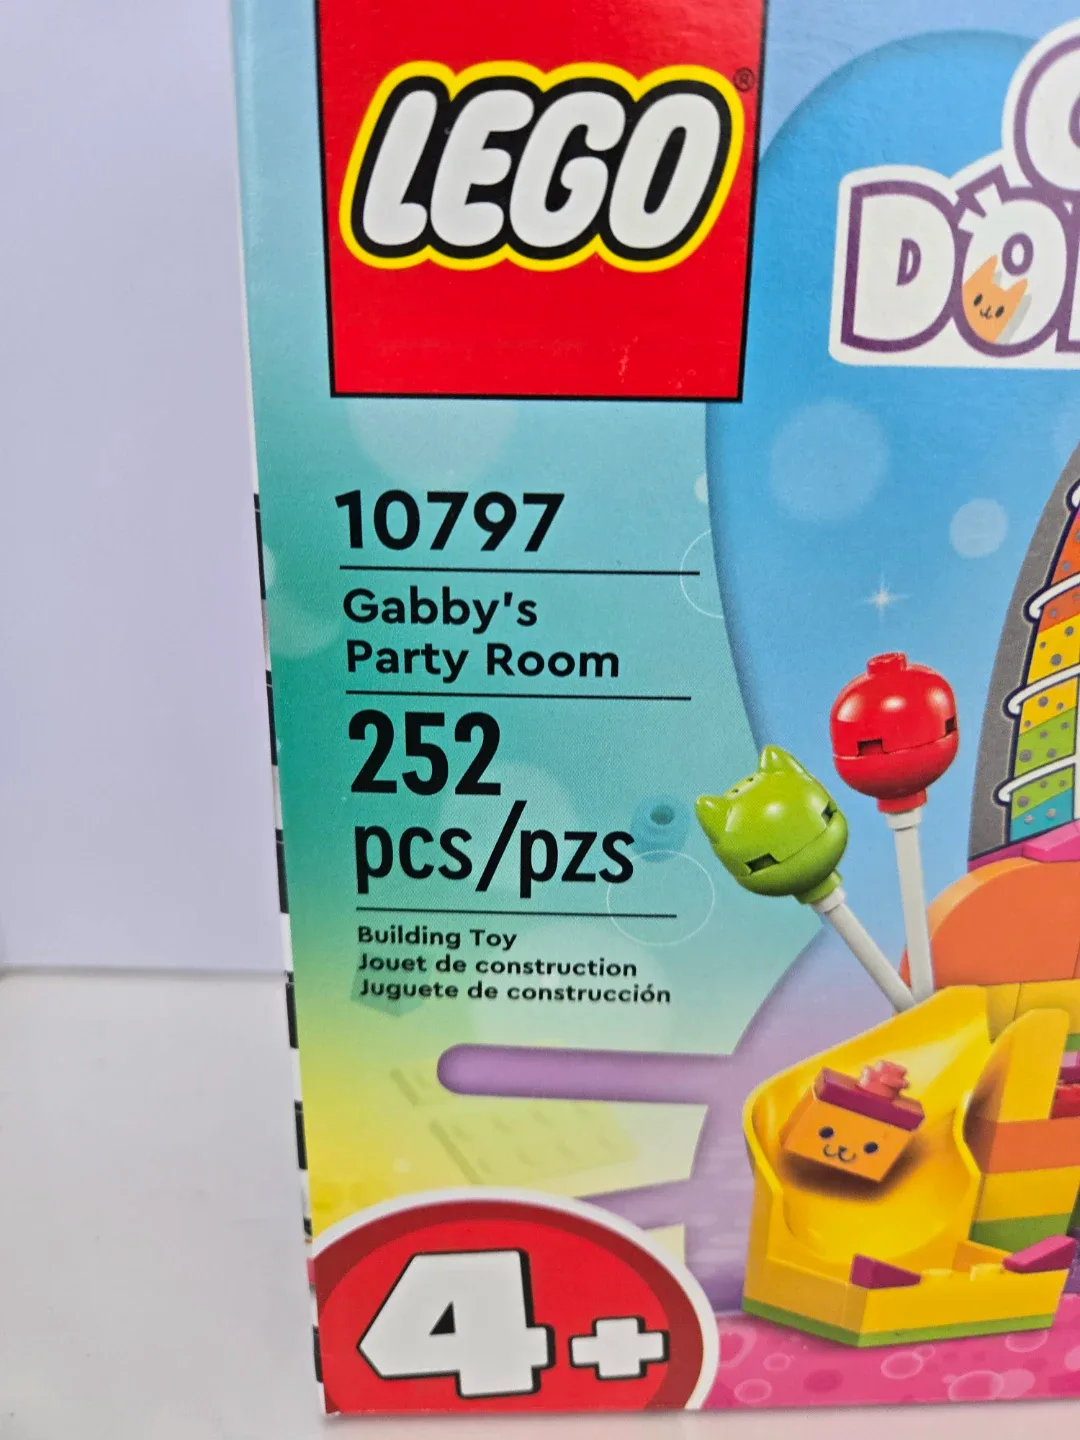 LEGO®
10797
Gabby's
Party Room
252
pcs/pzs
Building Toy
Jouet de construction
Juguete de construcción
4+